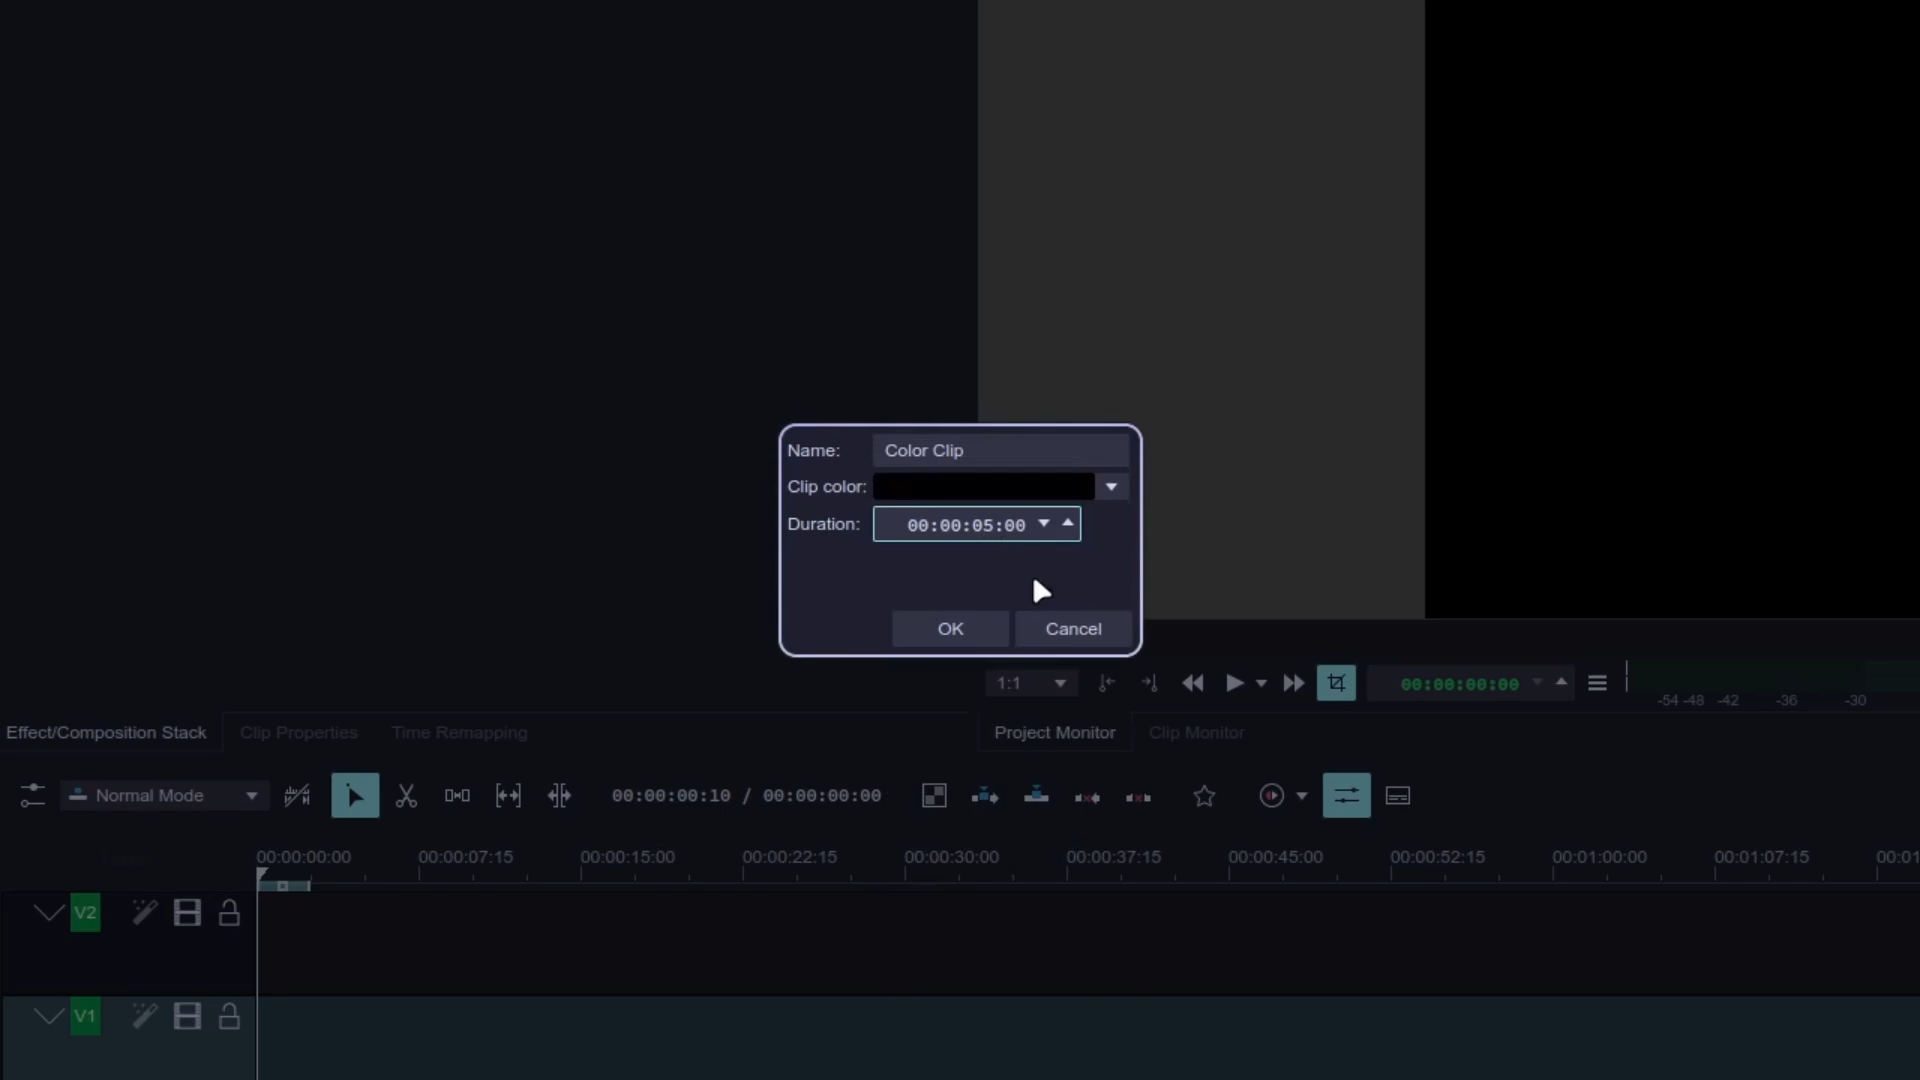 Name: Color Clip
Clip color:
Duration: 00:00:05:00
OK Cancel
1:1 00:00:00:00
-54 -48 -42 -36 -30
Effect/Composition Stack Clip Properties Time Remapping Project Monitor Clip Monitor
Normal Mode 00:00:00:10 / 00:00:00:00
00:00:00:00 00:00:07:15 00:00:15:00 00:00:22:15 00:00:30:00 00:00:37:15 00:00:45:00 00:00:52:15 00:01:00:00 00:01:07:15 00:01
V2
V1